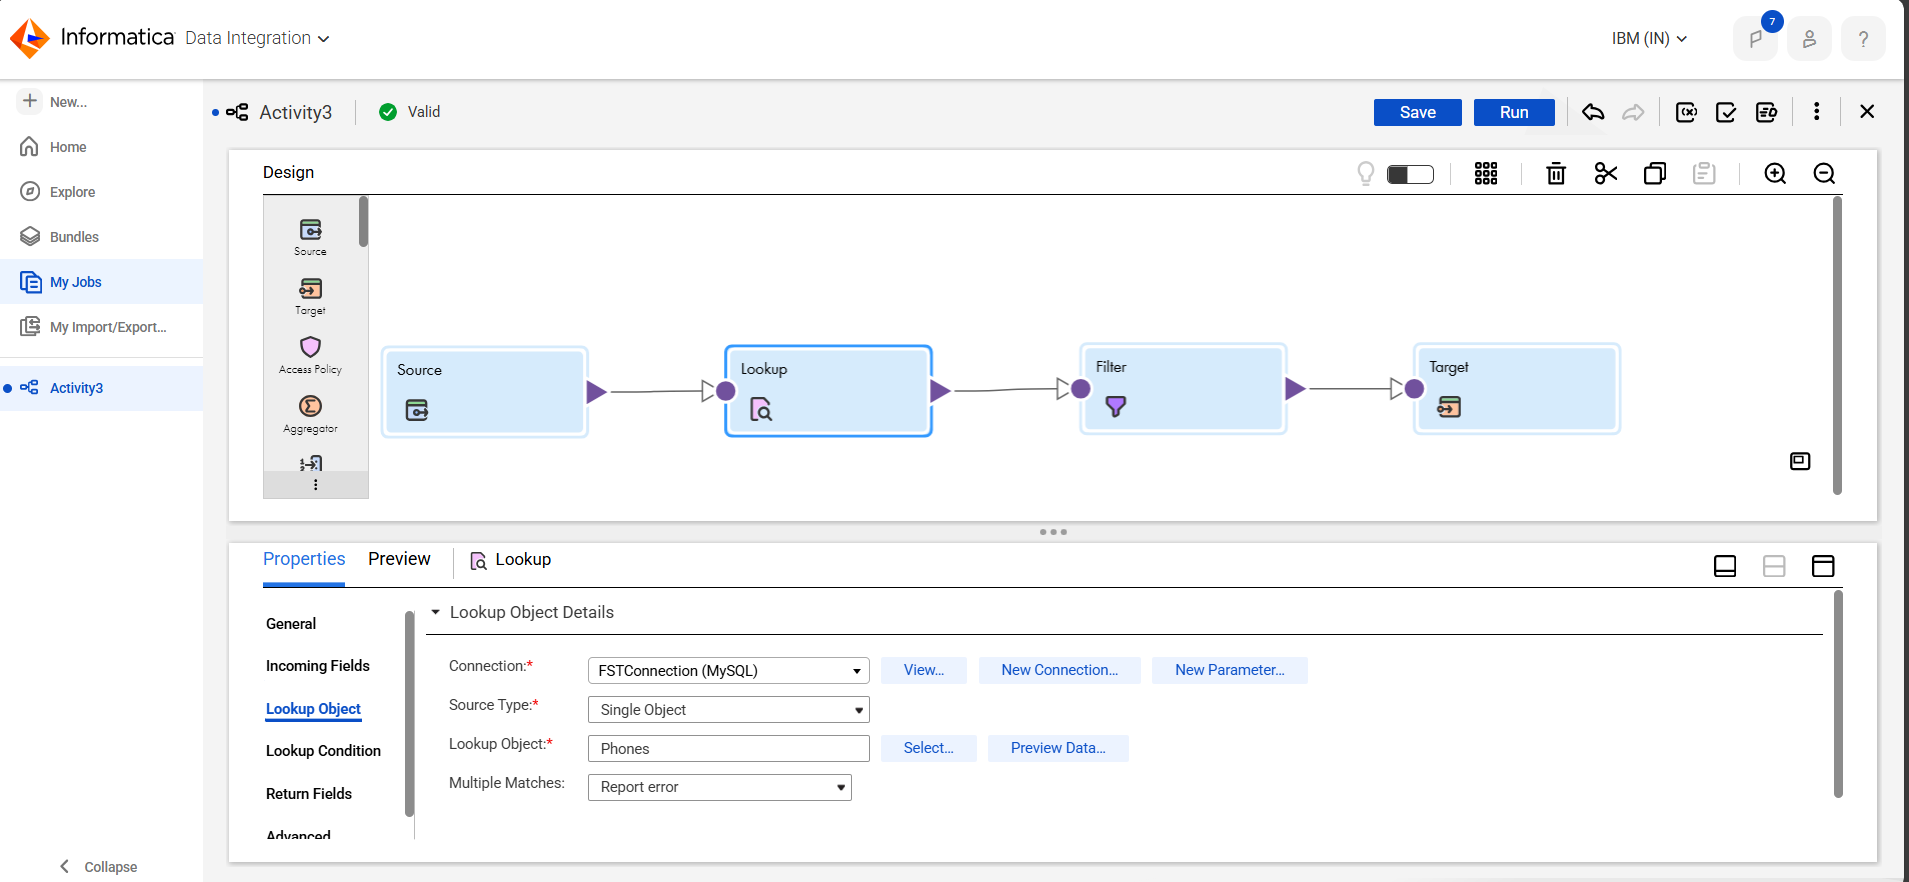 Informatica Data Integration
IBM (IN)
7
?
New...
Home
Explore
Bundles
My Jobs
My Import/Export...
Activity3
Collapse
Activity3
Valid
Save
Run
Design
Source
Target
Access Policy
Aggregator
Source
Lookup
Filter
Target
Properties
Preview
Lookup
General
Incoming Fields
Lookup Object
Lookup Condition
Return Fields
Advanced
Lookup Object Details
Connection:* FSTConnection (MySQL) View... New Connection... New Parameter...
Source Type:* Single Object
Lookup Object:* Phones Select... Preview Data...
Multiple Matches: Report error